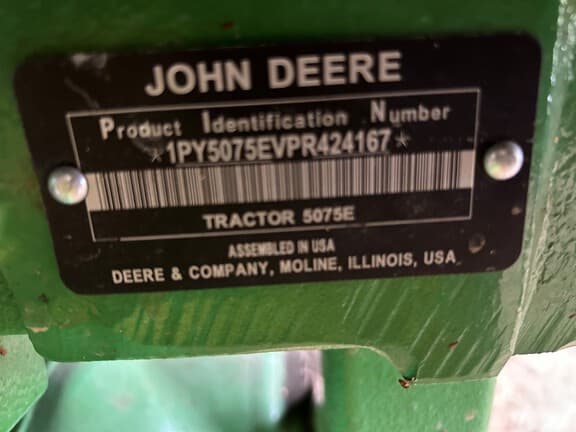 JOHN DEERE
Product Identification Number
*1PY5075EVPR424167*
TRACTOR 5075E
ASSEMBLED IN USA
DEERE & COMPANY, MOLINE, ILLINOIS, USA